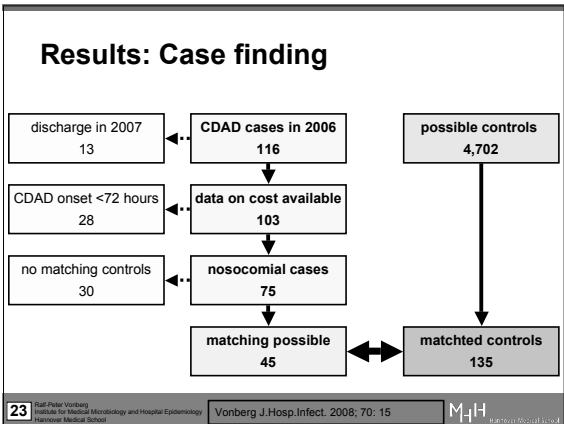 Results: Case finding
discharge in 2007
13
CDAD cases in 2006
116
possible controls
4,702
CDAD onset <72 hours
28
data on cost available
103
no matching controls
30
nosocomial cases
75
matching possible
45
matchted controls
135
23
Ralf-Peter Vonberg
Institute for Medical Microbiology and Hospital Epidemiology
Hannover Medical School
Vonberg J.Hosp.Infect. 2008; 70: 15
MHH
Hannover Medical School